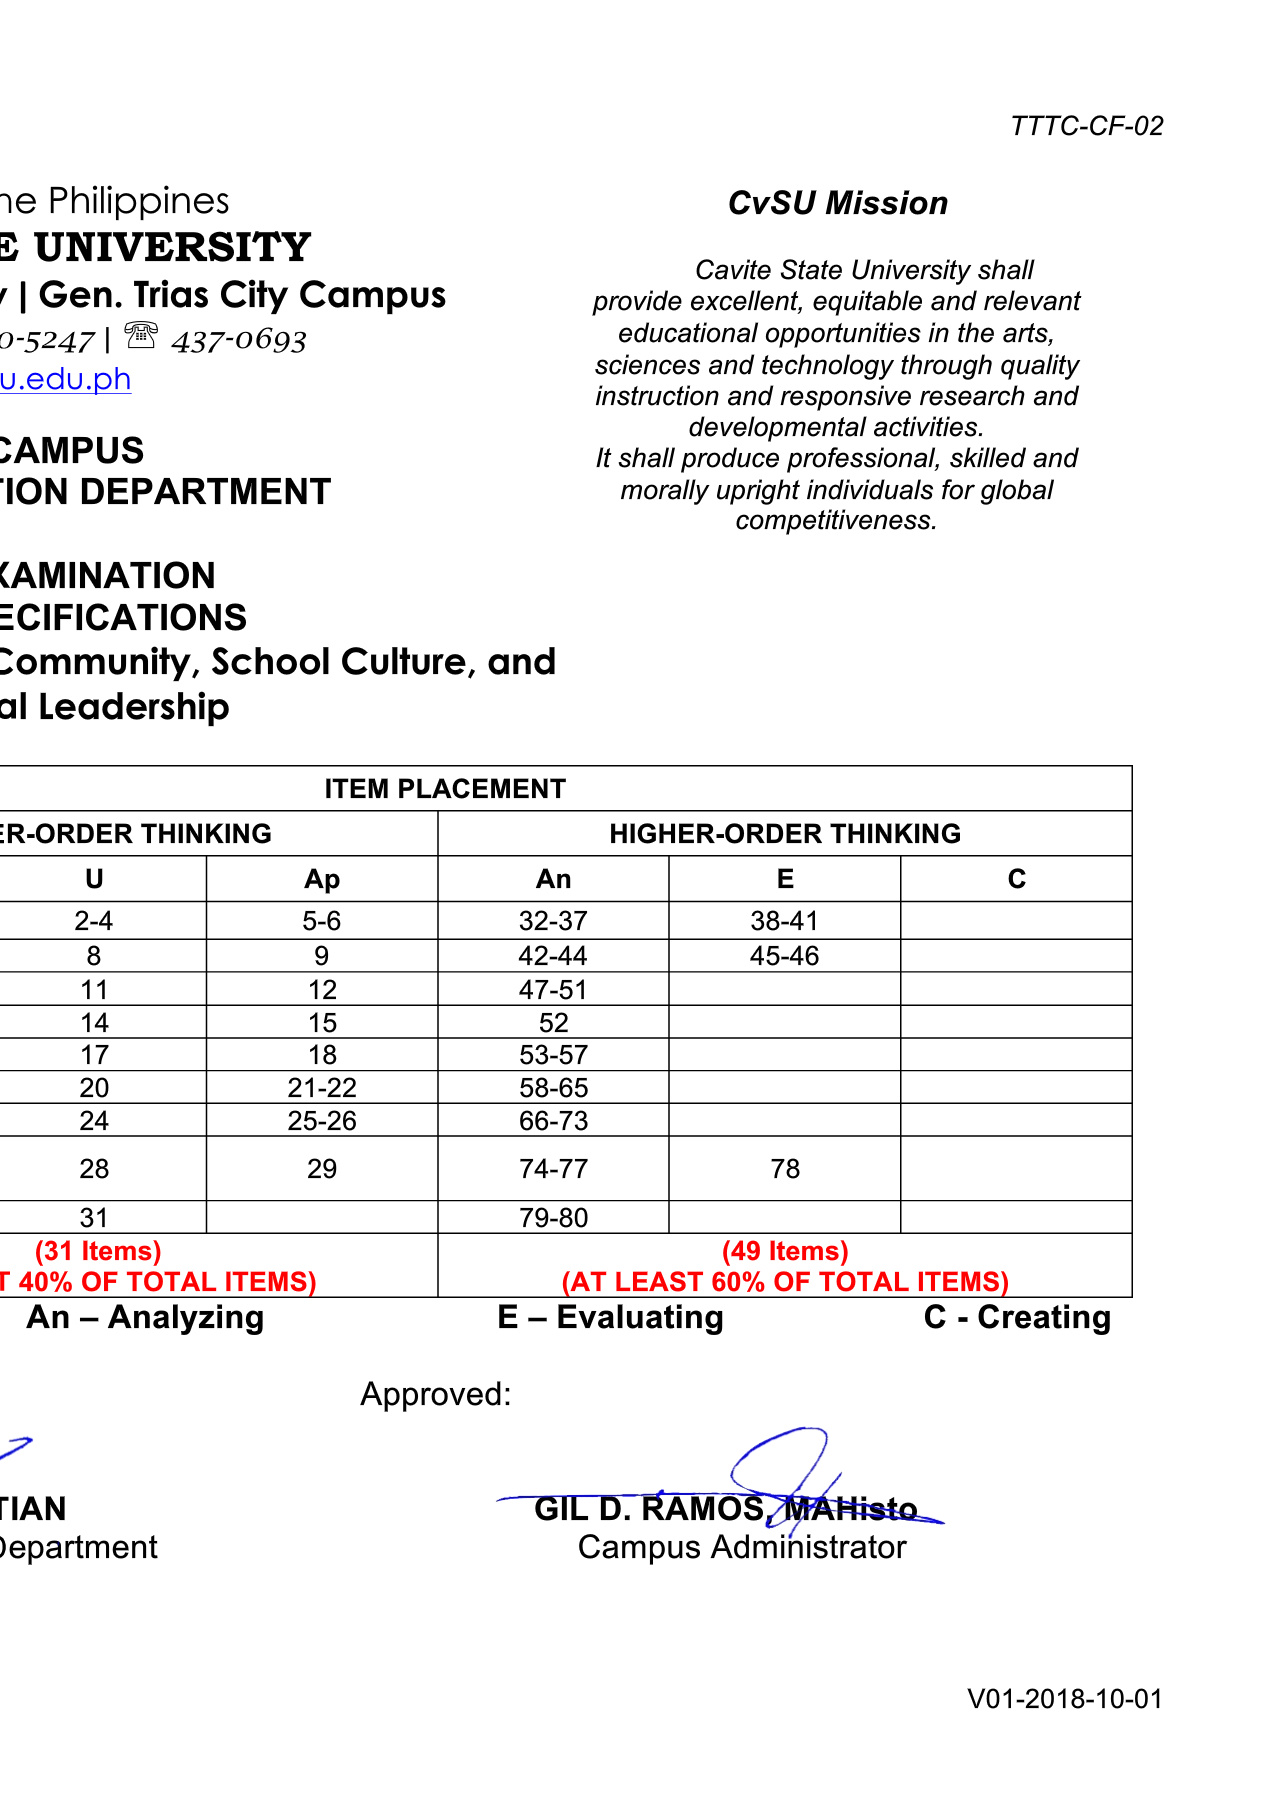 TTTC-CF-02
ne Philippines
E UNIVERSITY
y | Gen. Trias City Campus
0-5247 | ☏ 437-0693
u.edu.ph
CAMPUS
TION DEPARTMENT
XAMINATION
ECIFICATIONS
Community, School Culture, and
al Leadership
CvSU Mission
Cavite State University shall
provide excellent, equitable and relevant
educational opportunities in the arts,
sciences and technology through quality
instruction and responsive research and
developmental activities.
It shall produce professional, skilled and
morally upright individuals for global
competitiveness.
ITEM PLACEMENT
ER-ORDER THINKING HIGHER-ORDER THINKING
U Ap An E C
2-4 5-6 32-37 38-41
8 9 42-44 45-46
11 12 47-51
14 15 52
17 18 53-57
20 21-22 58-65
24 25-26 66-73
28 29 74-77 78
31 79-80
(31 Items) (49 Items)
T 40% OF TOTAL ITEMS) (AT LEAST 60% OF TOTAL ITEMS)
An – Analyzing E – Evaluating C - Creating
Approved:
TIAN GIL D. RAMOS, MAHisto
Department Campus Administrator
V01-2018-10-01